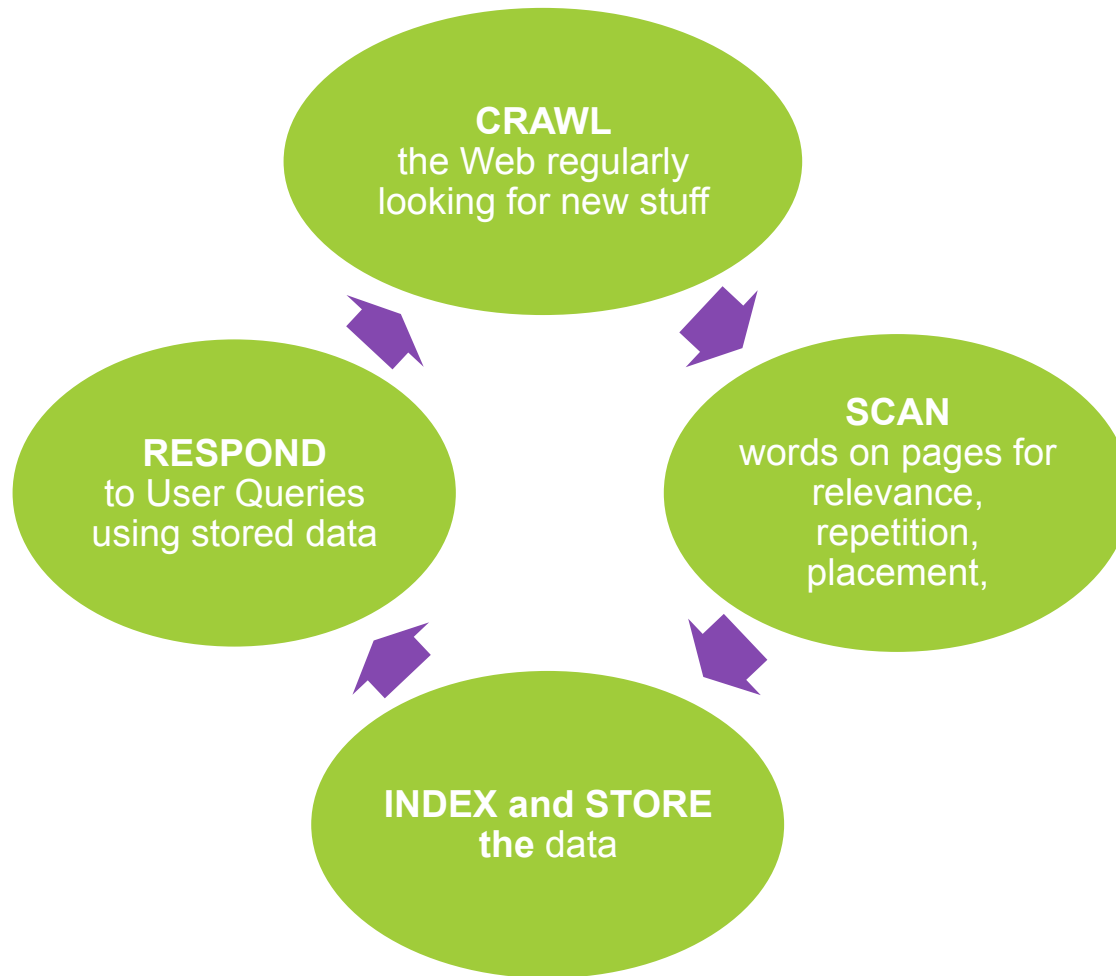 CRAWL
the Web regularly
looking for new stuff
SCAN
words on pages for
relevance,
repetition,
placement,
INDEX and STORE
the data
RESPOND
to User Queries
using stored data